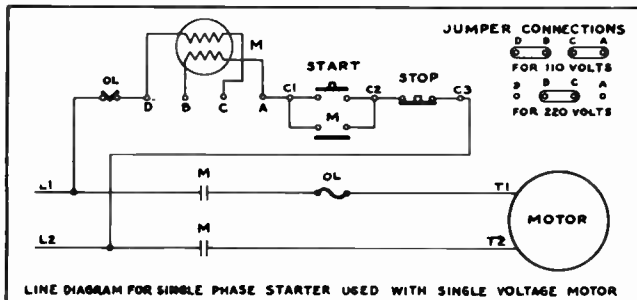 JUMPER CONNECTIONS
D B C A
FOR 110 VOLTS
D B C A
FOR 220 VOLTS
M
START
STOP
OL
D B C A C1 C2 C3
M
L1 M OL T1
MOTOR
L2 M T2
LINE DIAGRAM FOR SINGLE PHASE STARTER USED WITH SINGLE VOLTAGE MOTOR